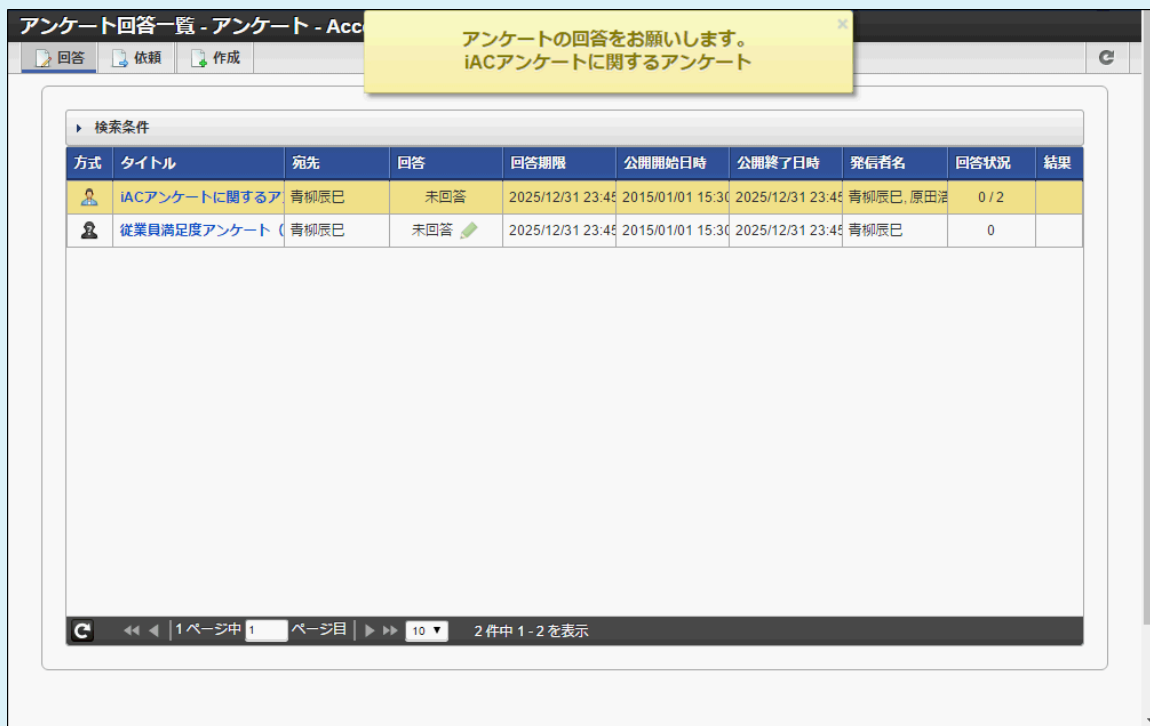 アンケート回答一覧 - アンケート - Acc
アンケートの回答をお願いします。
iACアンケートに関するアンケート
回答 依頼 作成
検索条件
方式 タイトル 宛先 回答 回答期限 公開開始日時 公開終了日時 発信者名 回答状況 結果
iACアンケートに関するア 青柳辰巳 未回答 2025/12/31 23:45 2015/01/01 15:30 2025/12/31 23:45 青柳辰巳, 原田浩 0 / 2
従業員満足度アンケート（ 青柳辰巳 未回答 2025/12/31 23:45 2015/01/01 15:30 2025/12/31 23:45 青柳辰巳 0
1 ページ中 1 ページ目 10 2 件中 1 - 2 を表示